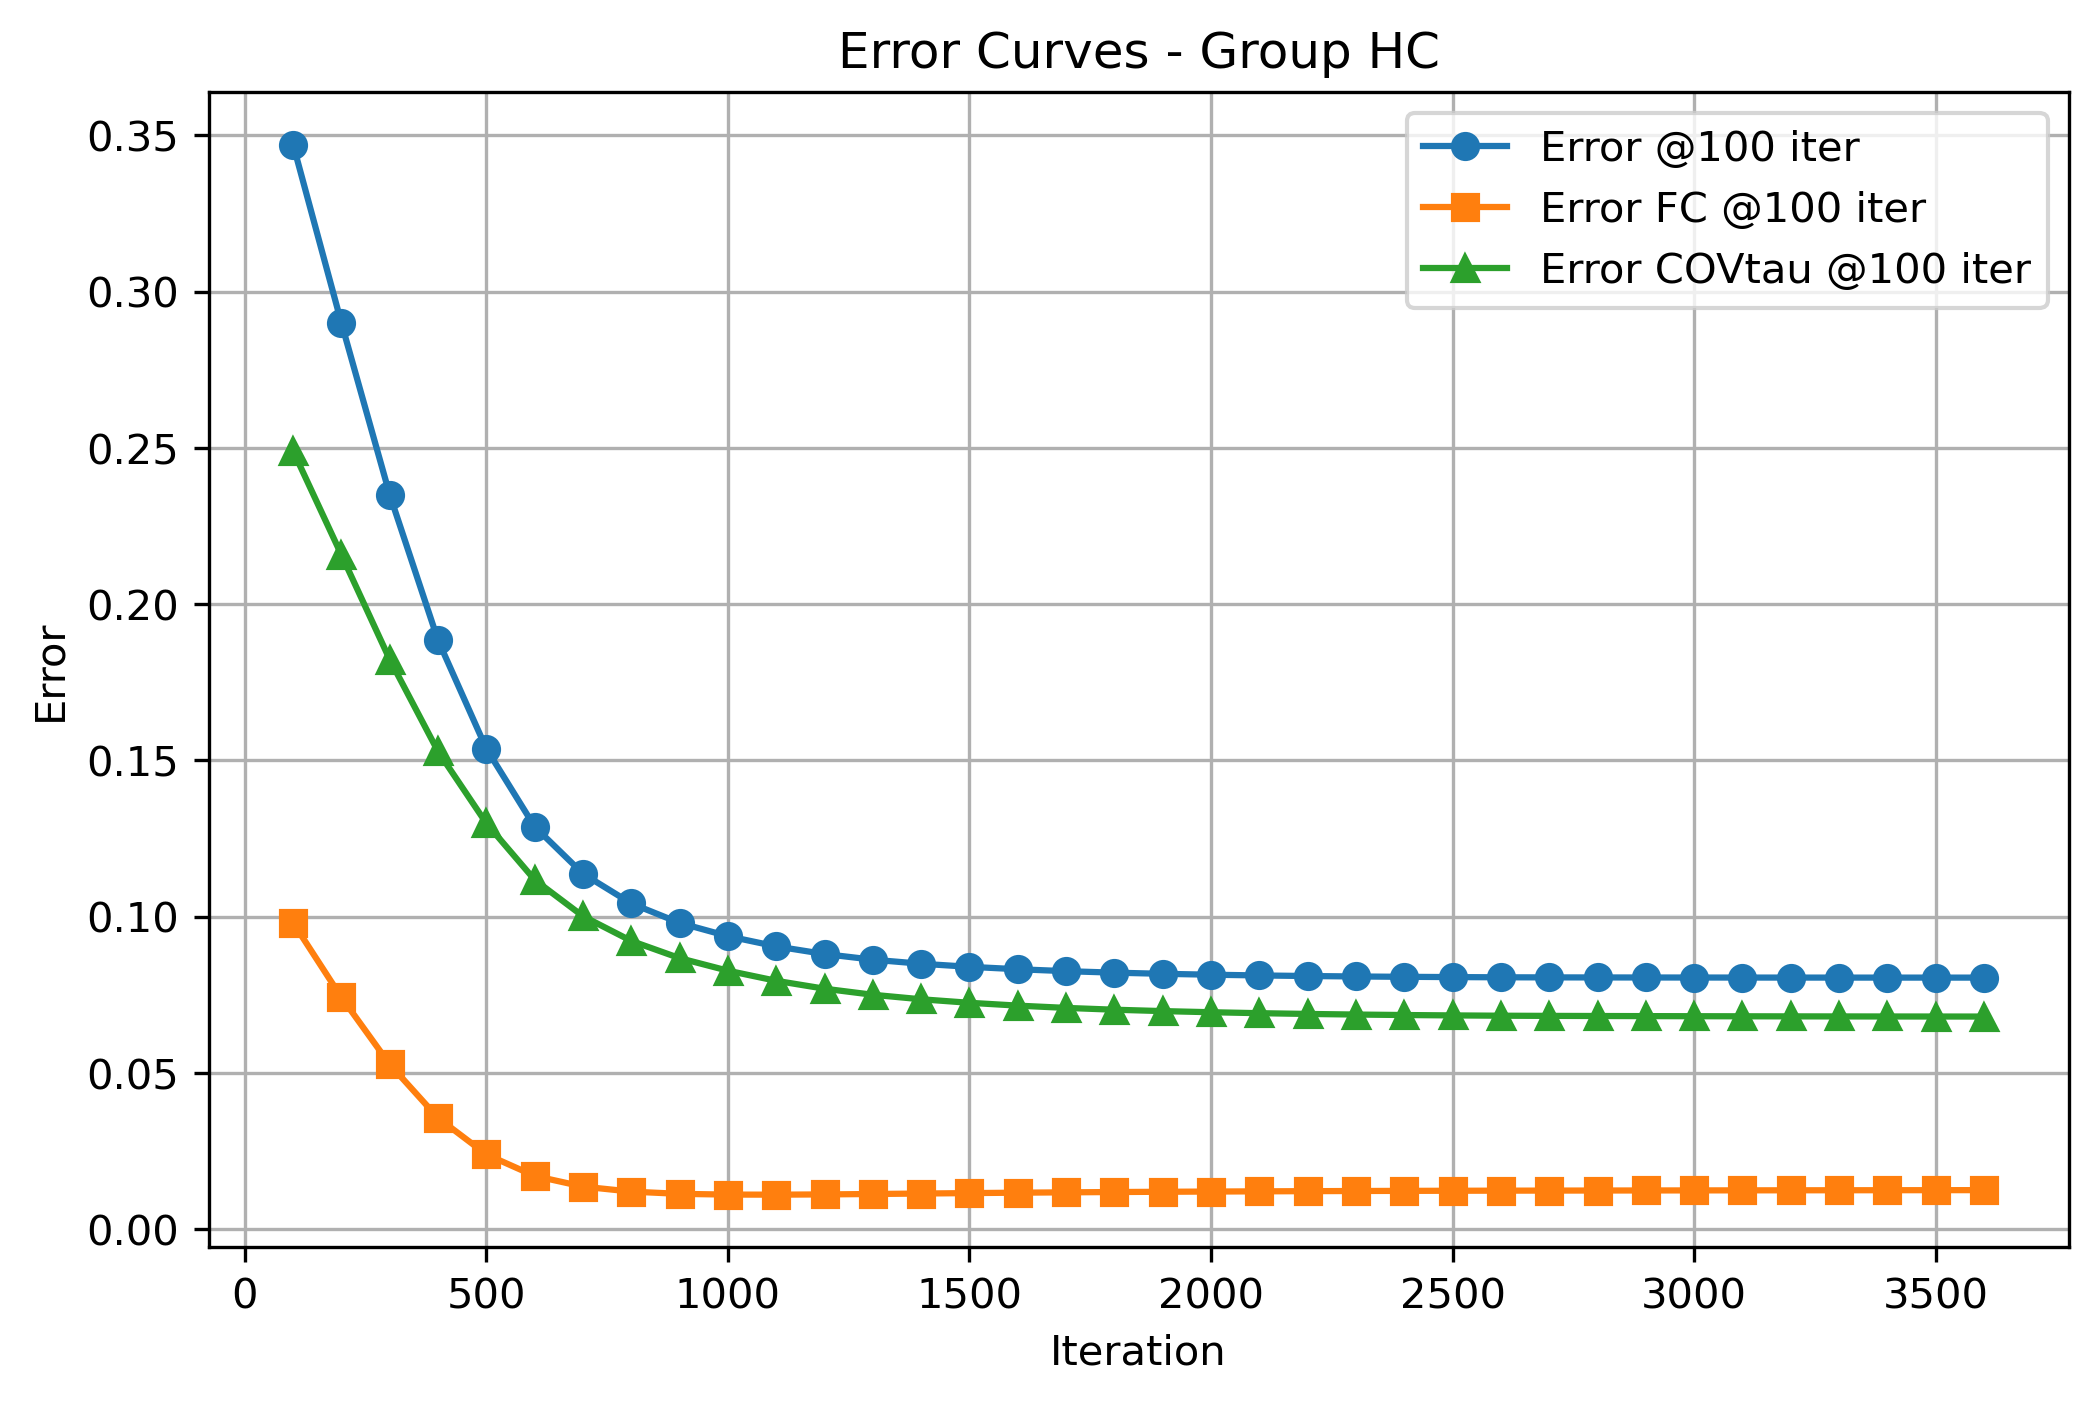 Error Curves - Group HC
Error @100 iter
Error FC @100 iter
Error COVtau @100 iter
Error
0.35
0.30
0.25
0.20
0.15
0.10
0.05
0.00
0 500 1000 1500 2000 2500 3000 3500
Iteration